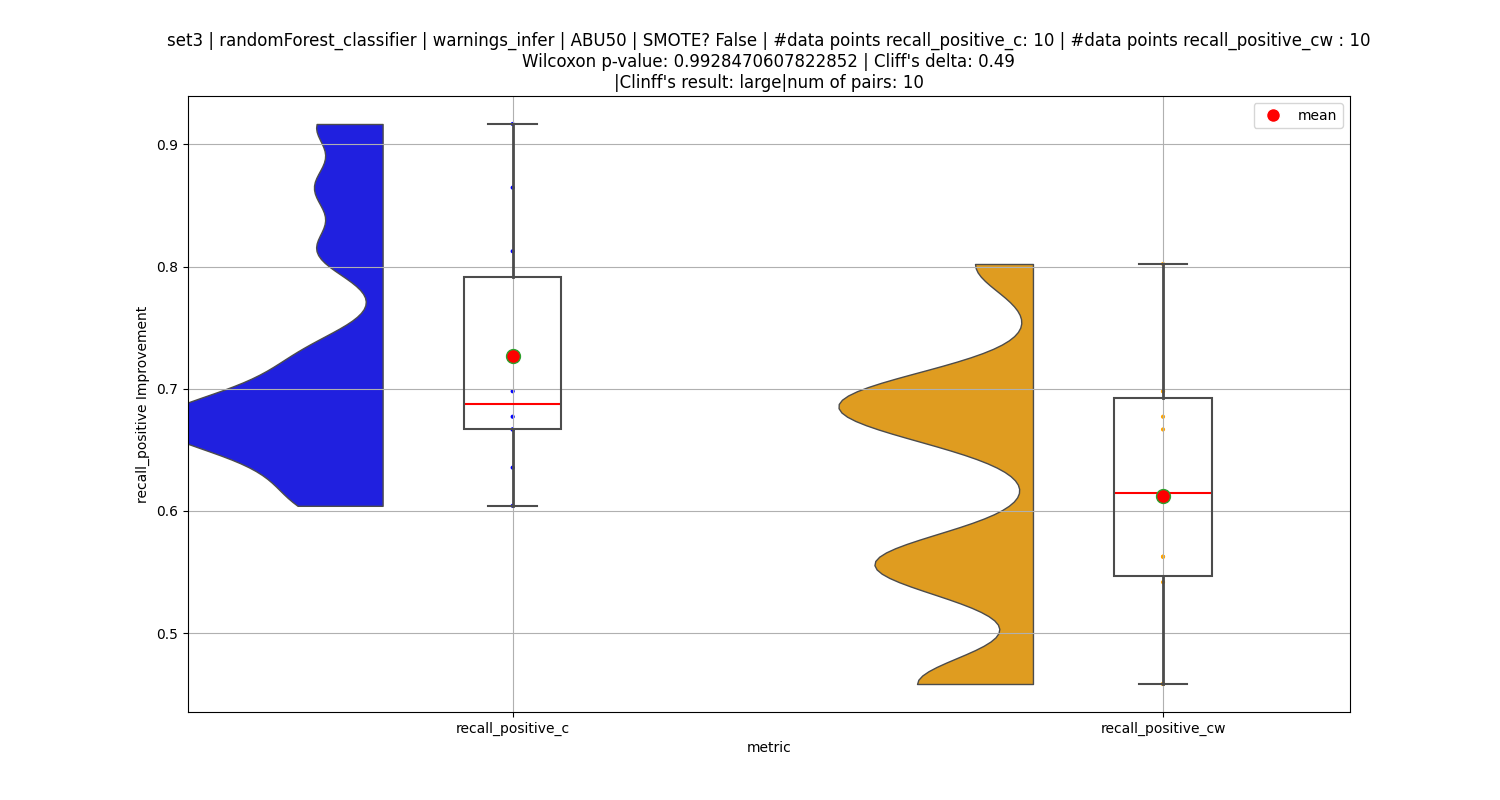 set3 | randomForest_classifier | warnings_infer | ABU50 | SMOTE? False | #data points recall_positive_c: 10 | #data points recall_positive_cw : 10
Wilcoxon p-value: 0.9928470607822852 | Cliff's delta: 0.49
|Clinff's result: large|num of pairs: 10
mean
0.9
0.8
0.7
0.6
0.5
recall_positive Improvement
recall_positive_c
recall_positive_cw
metric